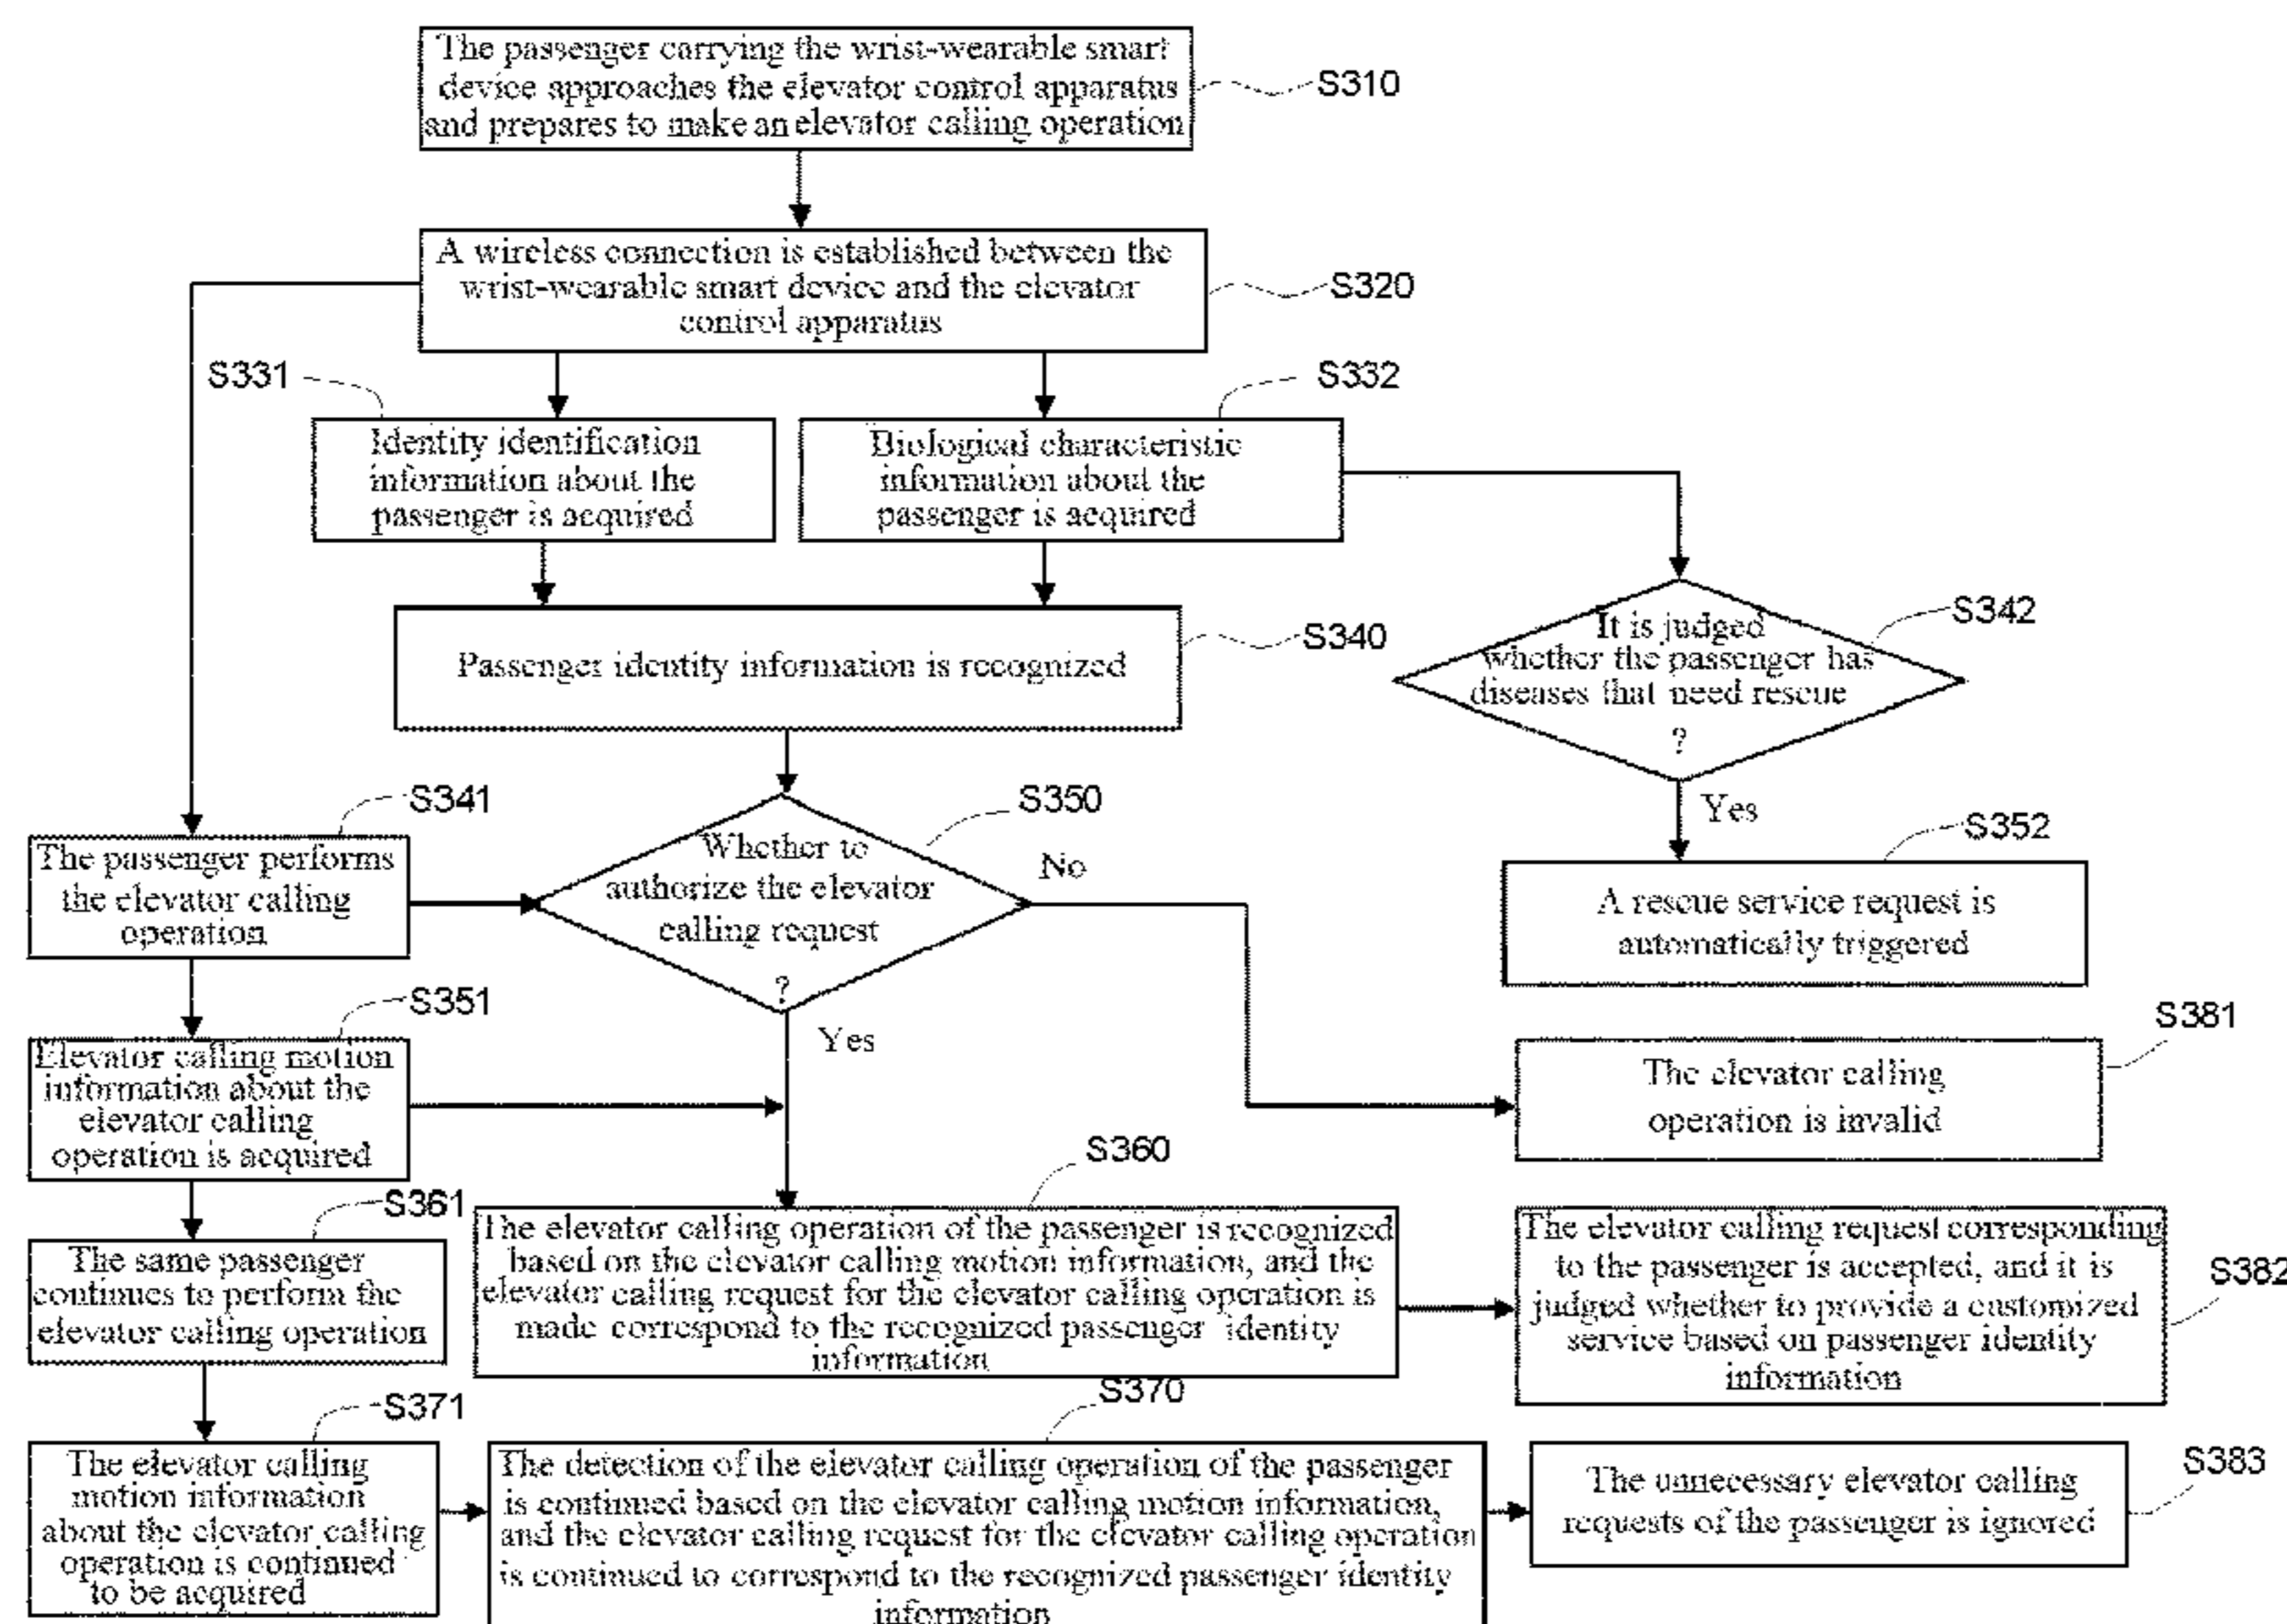 The passenger carrying the wrist-wearable smart
device approaches the elevator control apparatus
and prepares to make an elevator calling operation
S310
A wireless connection is established between the
wrist-wearable smart device and the elevator
control apparatus
S320
S331
S332
Identity identification
information about the
passenger is acquired
Biological characteristic
information about the
passenger is acquired
S340
Passenger identity information is recognized
S342
It is judged
whether the passenger has
diseases that need rescue
?
Yes
S341
The passenger performs
the elevator calling
operation
S350
Whether to
authorize the elevator
calling request
?
No
Yes
S352
A rescue service request is
automatically triggered
S351
Elevator calling motion
information about the
elevator calling
operation is acquired
S381
The elevator calling
operation is invalid
S361
The same passenger
continues to perform the
elevator calling operation
S360
The elevator calling operation of the passenger is recognized
based on the elevator calling motion information, and the
elevator calling request for the elevator calling operation is
made correspond to the recognized passenger identity
information
The elevator calling request corresponding
to the passenger is accepted, and it is
judged whether to provide a customized
service based on passenger identity
information
S382
S371
The elevator calling
motion information
about the elevator calling
operation is continued
to be acquired
S370
The detection of the elevator calling operation of the passenger
is continued based on the elevator calling motion information,
and the elevator calling request for the elevator calling operation
is continued to correspond to the recognized passenger identity
information
The unnecessary elevator calling
requests of the passenger is ignored
S383